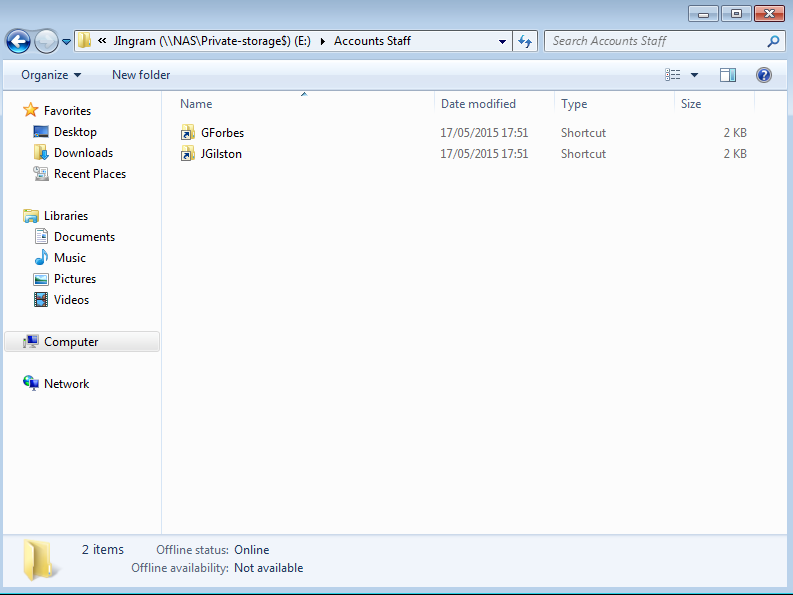 « JIngram (\\NAS\Private-storage$) (E:) ▸ Accounts Staff
Search Accounts Staff
Organize
New folder
Name Date modified Type Size
GForbes 17/05/2015 17:51 Shortcut 2 KB
JGilston 17/05/2015 17:51 Shortcut 2 KB
Favorites
Desktop
Downloads
Recent Places
Libraries
Documents
Music
Pictures
Videos
Computer
Network
2 items Offline status: Online
Offline availability: Not available